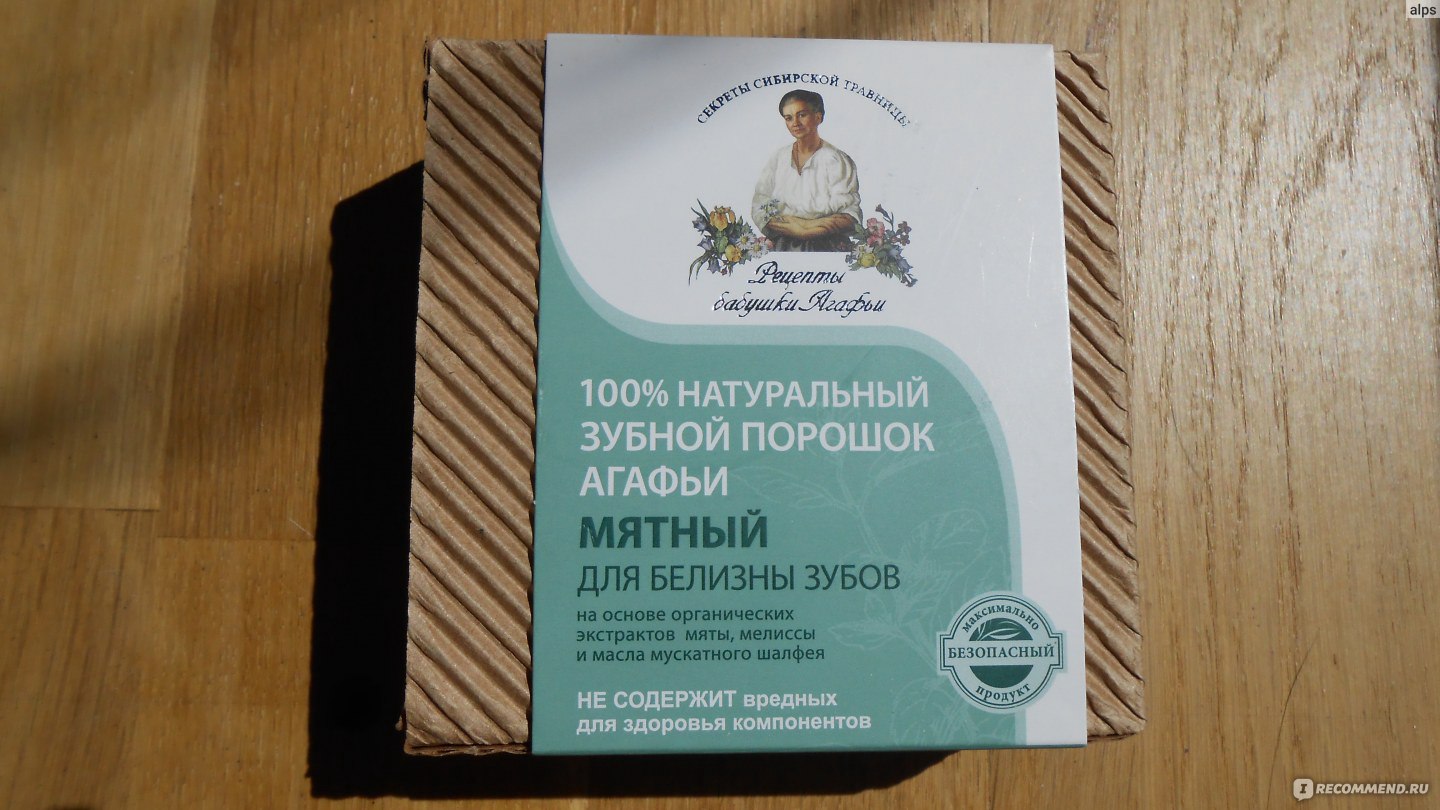 alps
СЕКРЕТЫ СИБИРСКОЙ ТРАВНИЦЫ
Рецепты
бабушки Агафьи
100% НАТУРАЛЬНЫЙ
ЗУБНОЙ ПОРОШОК
АГАФЬИ
МЯТНЫЙ
ДЛЯ БЕЛИЗНЫ ЗУБОВ
на основе органических
экстрактов мяты, мелиссы
и масла мускатного шалфея
максимально
БЕЗОПАСНЫЙ
продукт
НЕ СОДЕРЖИТ вредных
для здоровья компонентов
IRECOMMEND.RU